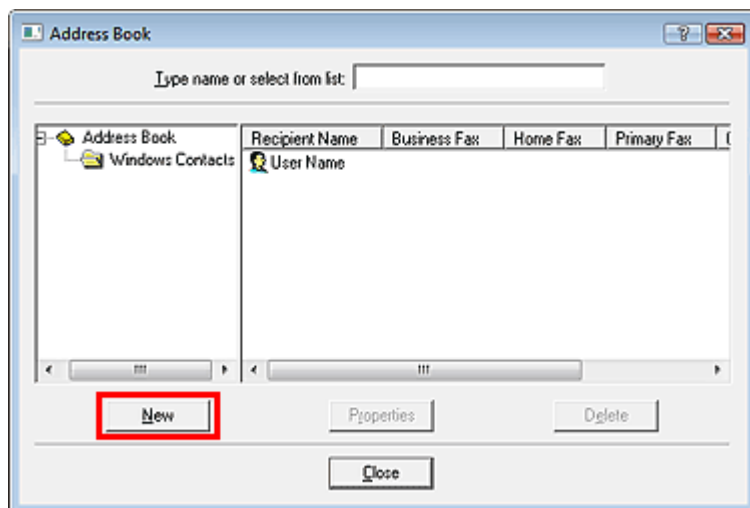 Address Book
Type name or select from list:
Address Book
Windows Contacts
Recipient Name Business Fax Home Fax Primary Fax
User Name
New Properties Delete
Close